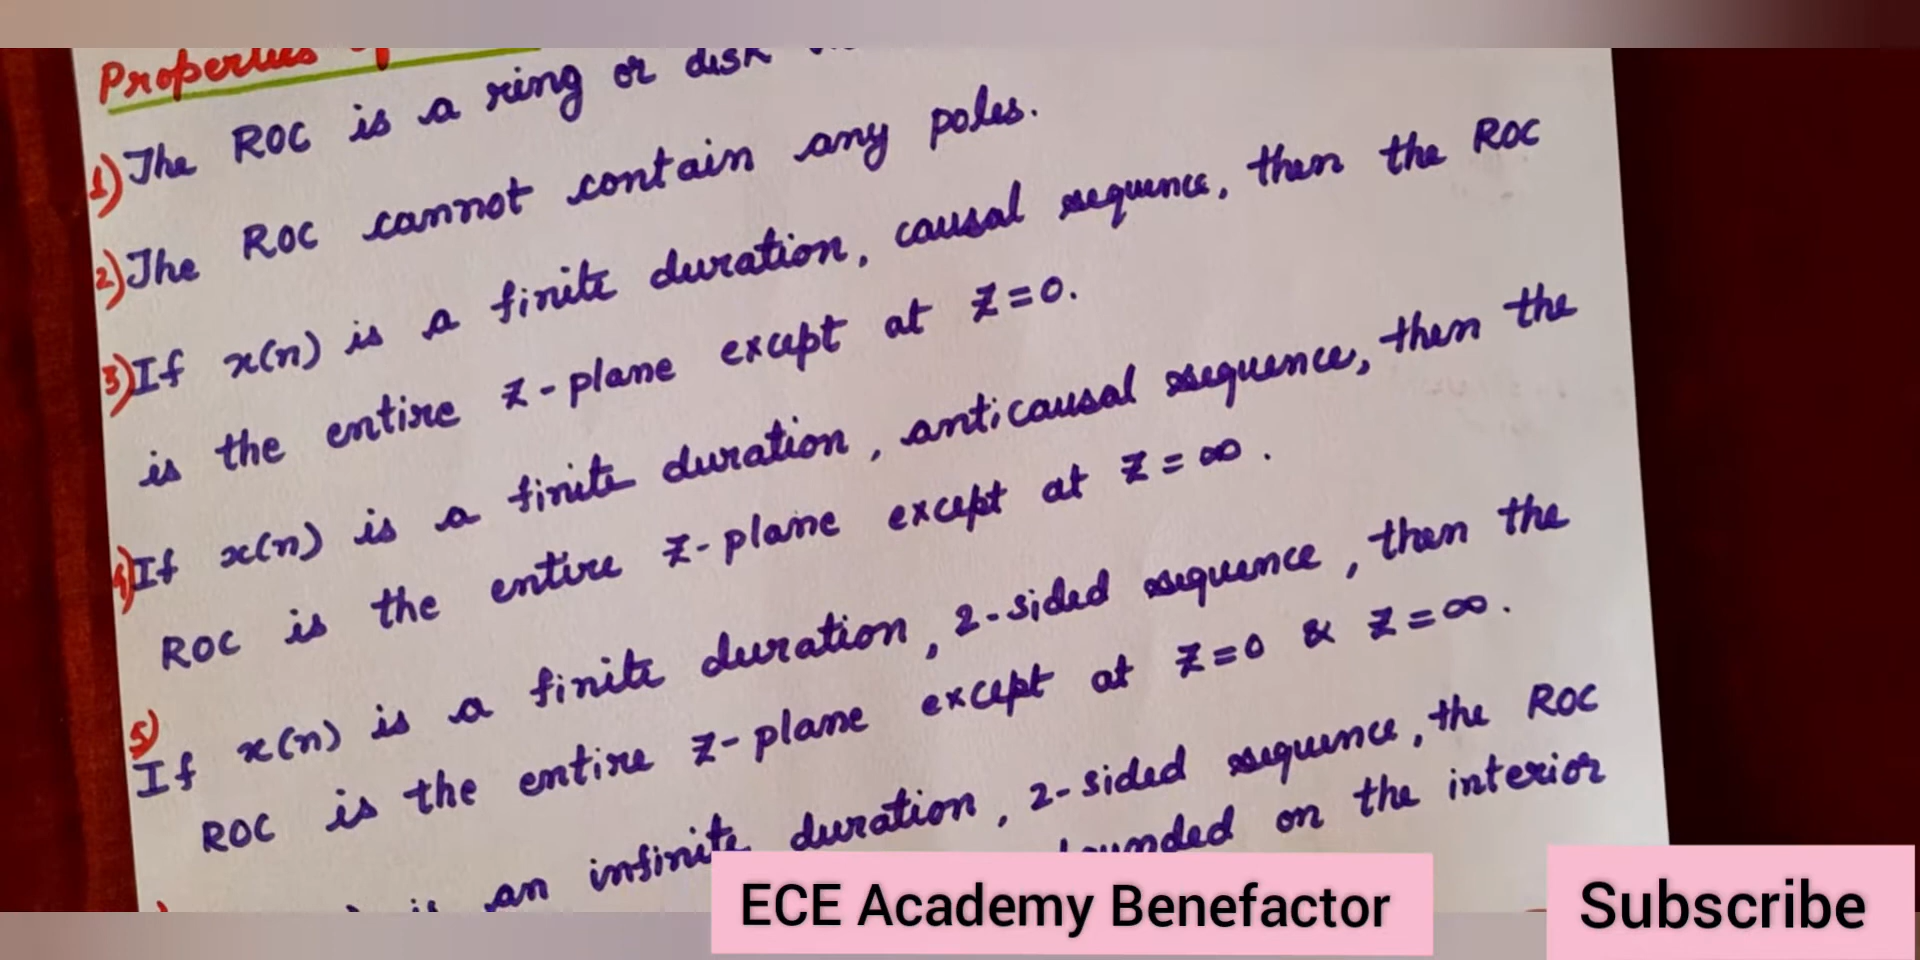 Properties
1) The ROC is a ring or disk
2) The ROC cannot contain any poles.
3) If x(n) is a finite duration, causal sequence, then the ROC
is the entire z-plane except at z=0.
4) If x(n) is a finite duration, anticausal sequence, then the
ROC is the entire z-plane except at z=∞.
5)
If x(n) is a finite duration, 2-sided sequence, then the
ROC is the entire z-plane except at z=0 & z=∞.
is an infinite duration, 2-sided sequence, the ROC
bounded on the interior
ECE Academy Benefactor
Subscribe